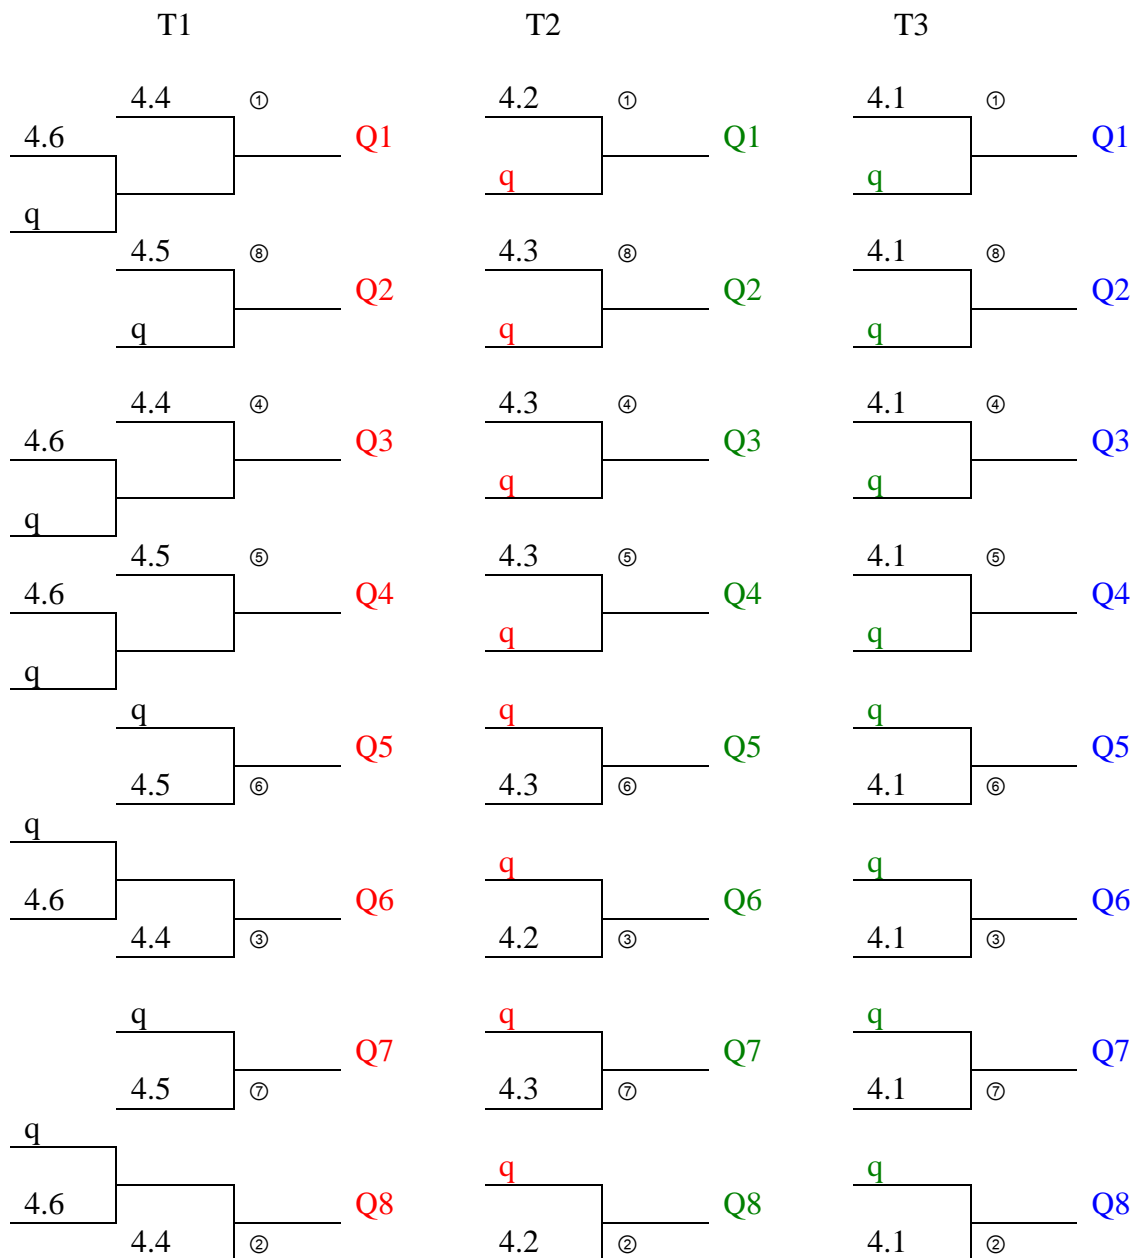 T1 T2 T3
4.4 ① 4.2 ① 4.1 ①
4.6 Q1 Q1 Q1
q q q
q
4.5 ⑧ 4.3 ⑧ 4.1 ⑧
Q2 Q2 Q2
q q q
4.4 ④ 4.3 ④ 4.1 ④
4.6 Q3 Q3 Q3
q q q
q
4.5 ⑤ 4.3 ⑤ 4.1 ⑤
4.6 Q4 Q4 Q4
q q q
q
q q q
Q5 Q5 Q5
4.5 ⑥ 4.3 ⑥ 4.1 ⑥
q
q q
4.6 Q6 Q6 Q6
4.4 ③ 4.2 ③ 4.1 ③
q q q
Q7 Q7 Q7
4.5 ⑦ 4.3 ⑦ 4.1 ⑦
q
q q
4.6 Q8 Q8 Q8
4.4 ② 4.2 ② 4.1 ②